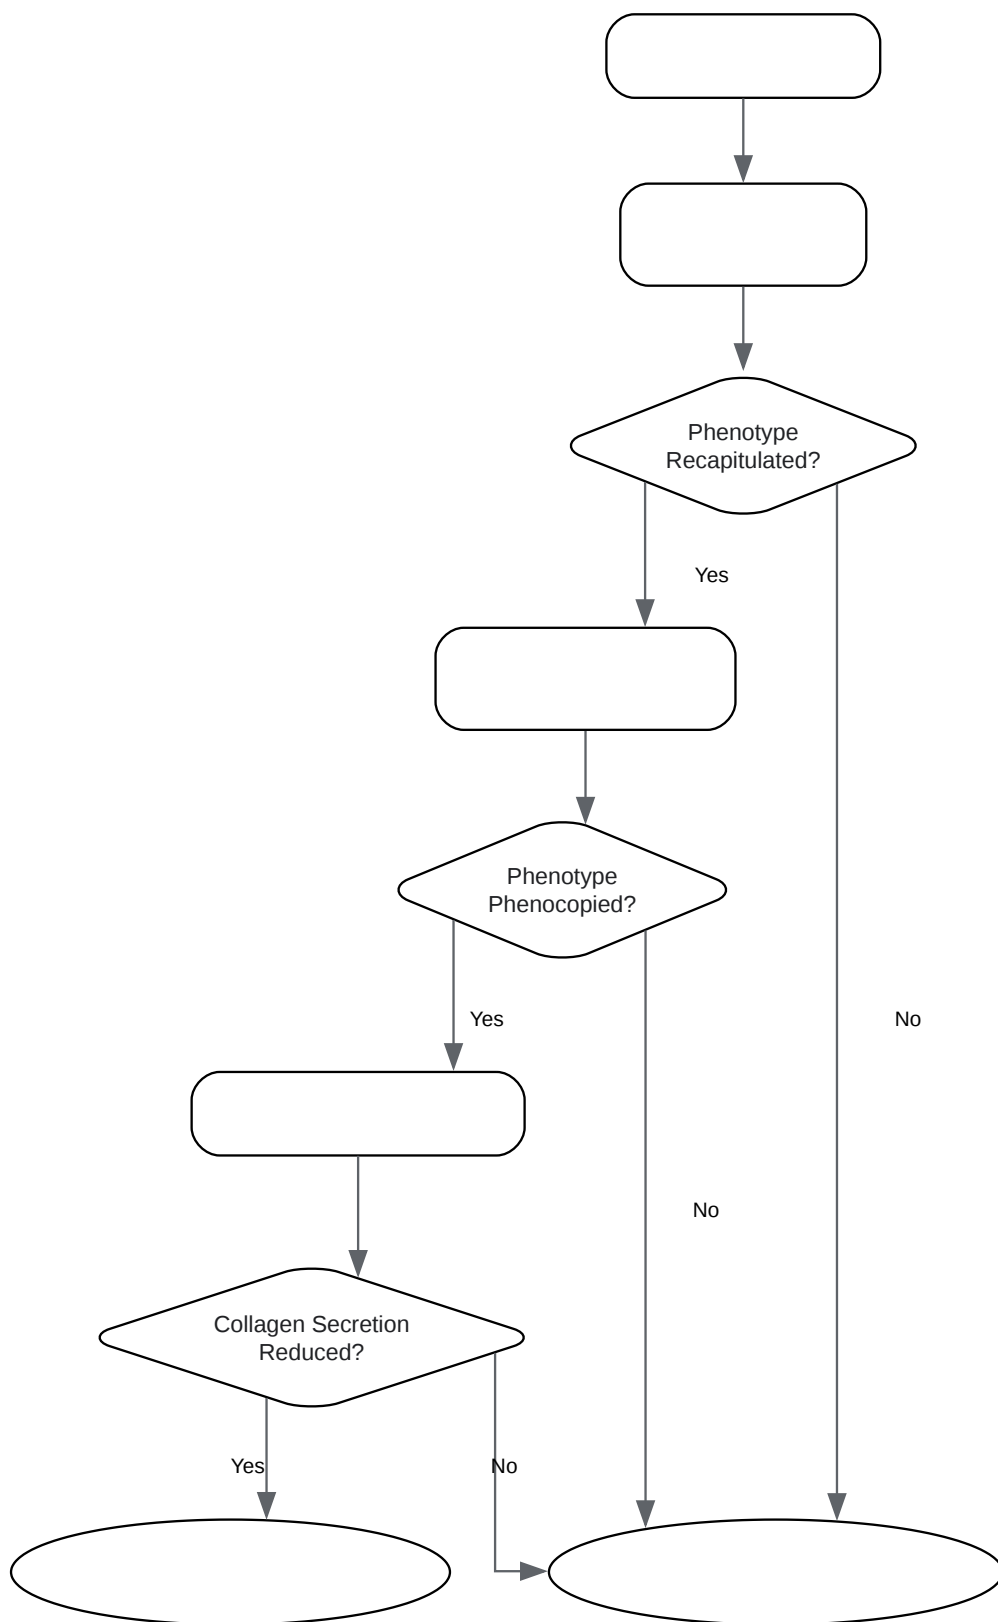 Phenotype
Recapitulated?
Yes
Phenotype
Phenocopied?
Yes
No
No
Collagen Secretion
Reduced?
Yes
No